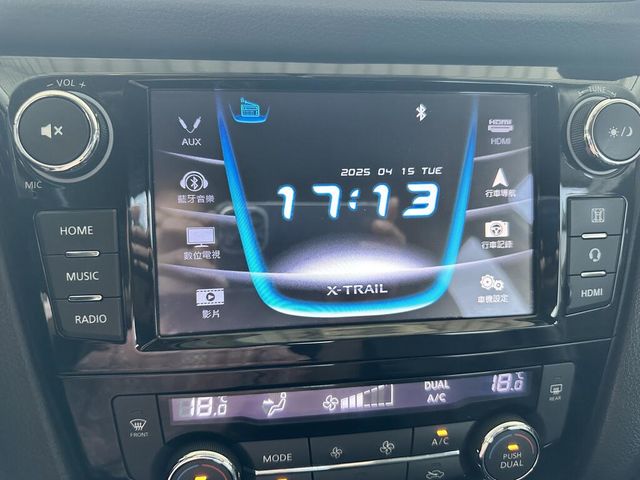 VOL +
TUNE
MIC
HOME
MUSIC
RADIO
AUX
藍牙音樂
數位電視
影片
2025 04 15 TUE
17:13
X-TRAIL
HDMI
HDMI
行車導航
行車記錄
車機設定
HDMI
18.0°C
DUAL
A/C
18.0°C
FRONT
REAR
MODE
A/C
PUSH
DUAL